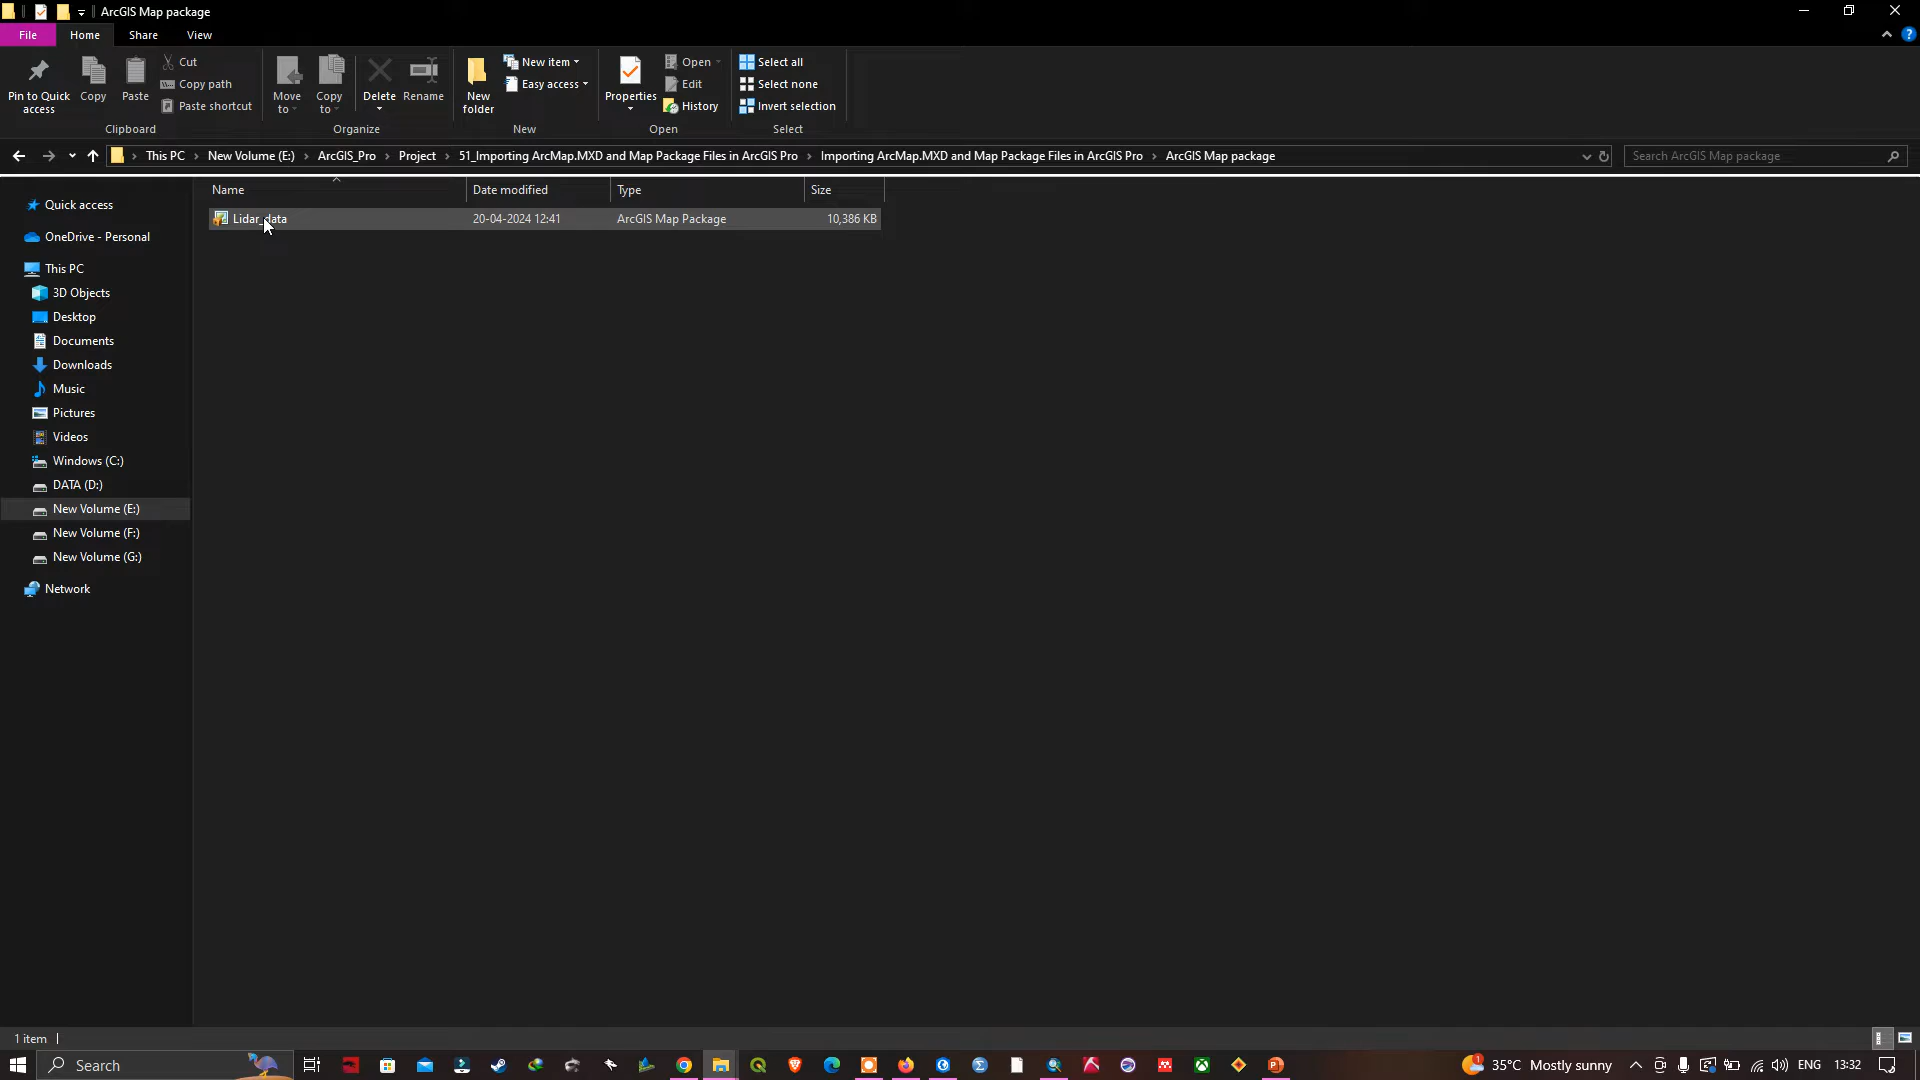 ArcGIS Map package
File Home Share View
Pin to Quick access
Copy
Paste
Cut
Copy path
Paste shortcut
Clipboard
Move to
Copy to
Delete
Rename
Organize
New folder
New item
Easy access
New
Properties
Open
Edit
History
Open
Select all
Select none
Invert selection
Select
This PC New Volume (E:) ArcGIS_Pro Project 51_Importing ArcMap.MXD and Map Package Files in ArcGIS Pro Importing ArcMap.MXD and Map Package Files in ArcGIS Pro ArcGIS Map package
Search ArcGIS Map package
Name Date modified Type Size
Lidar_data 20-04-2024 12:41 ArcGIS Map Package 10,386 KB
Quick access
OneDrive - Personal
This PC
3D Objects
Desktop
Documents
Downloads
Music
Pictures
Videos
Windows (C:)
DATA (D:)
New Volume (E:)
New Volume (F:)
New Volume (G:)
Network
1 item
Search
1
35°C Mostly sunny
ENG
13:32